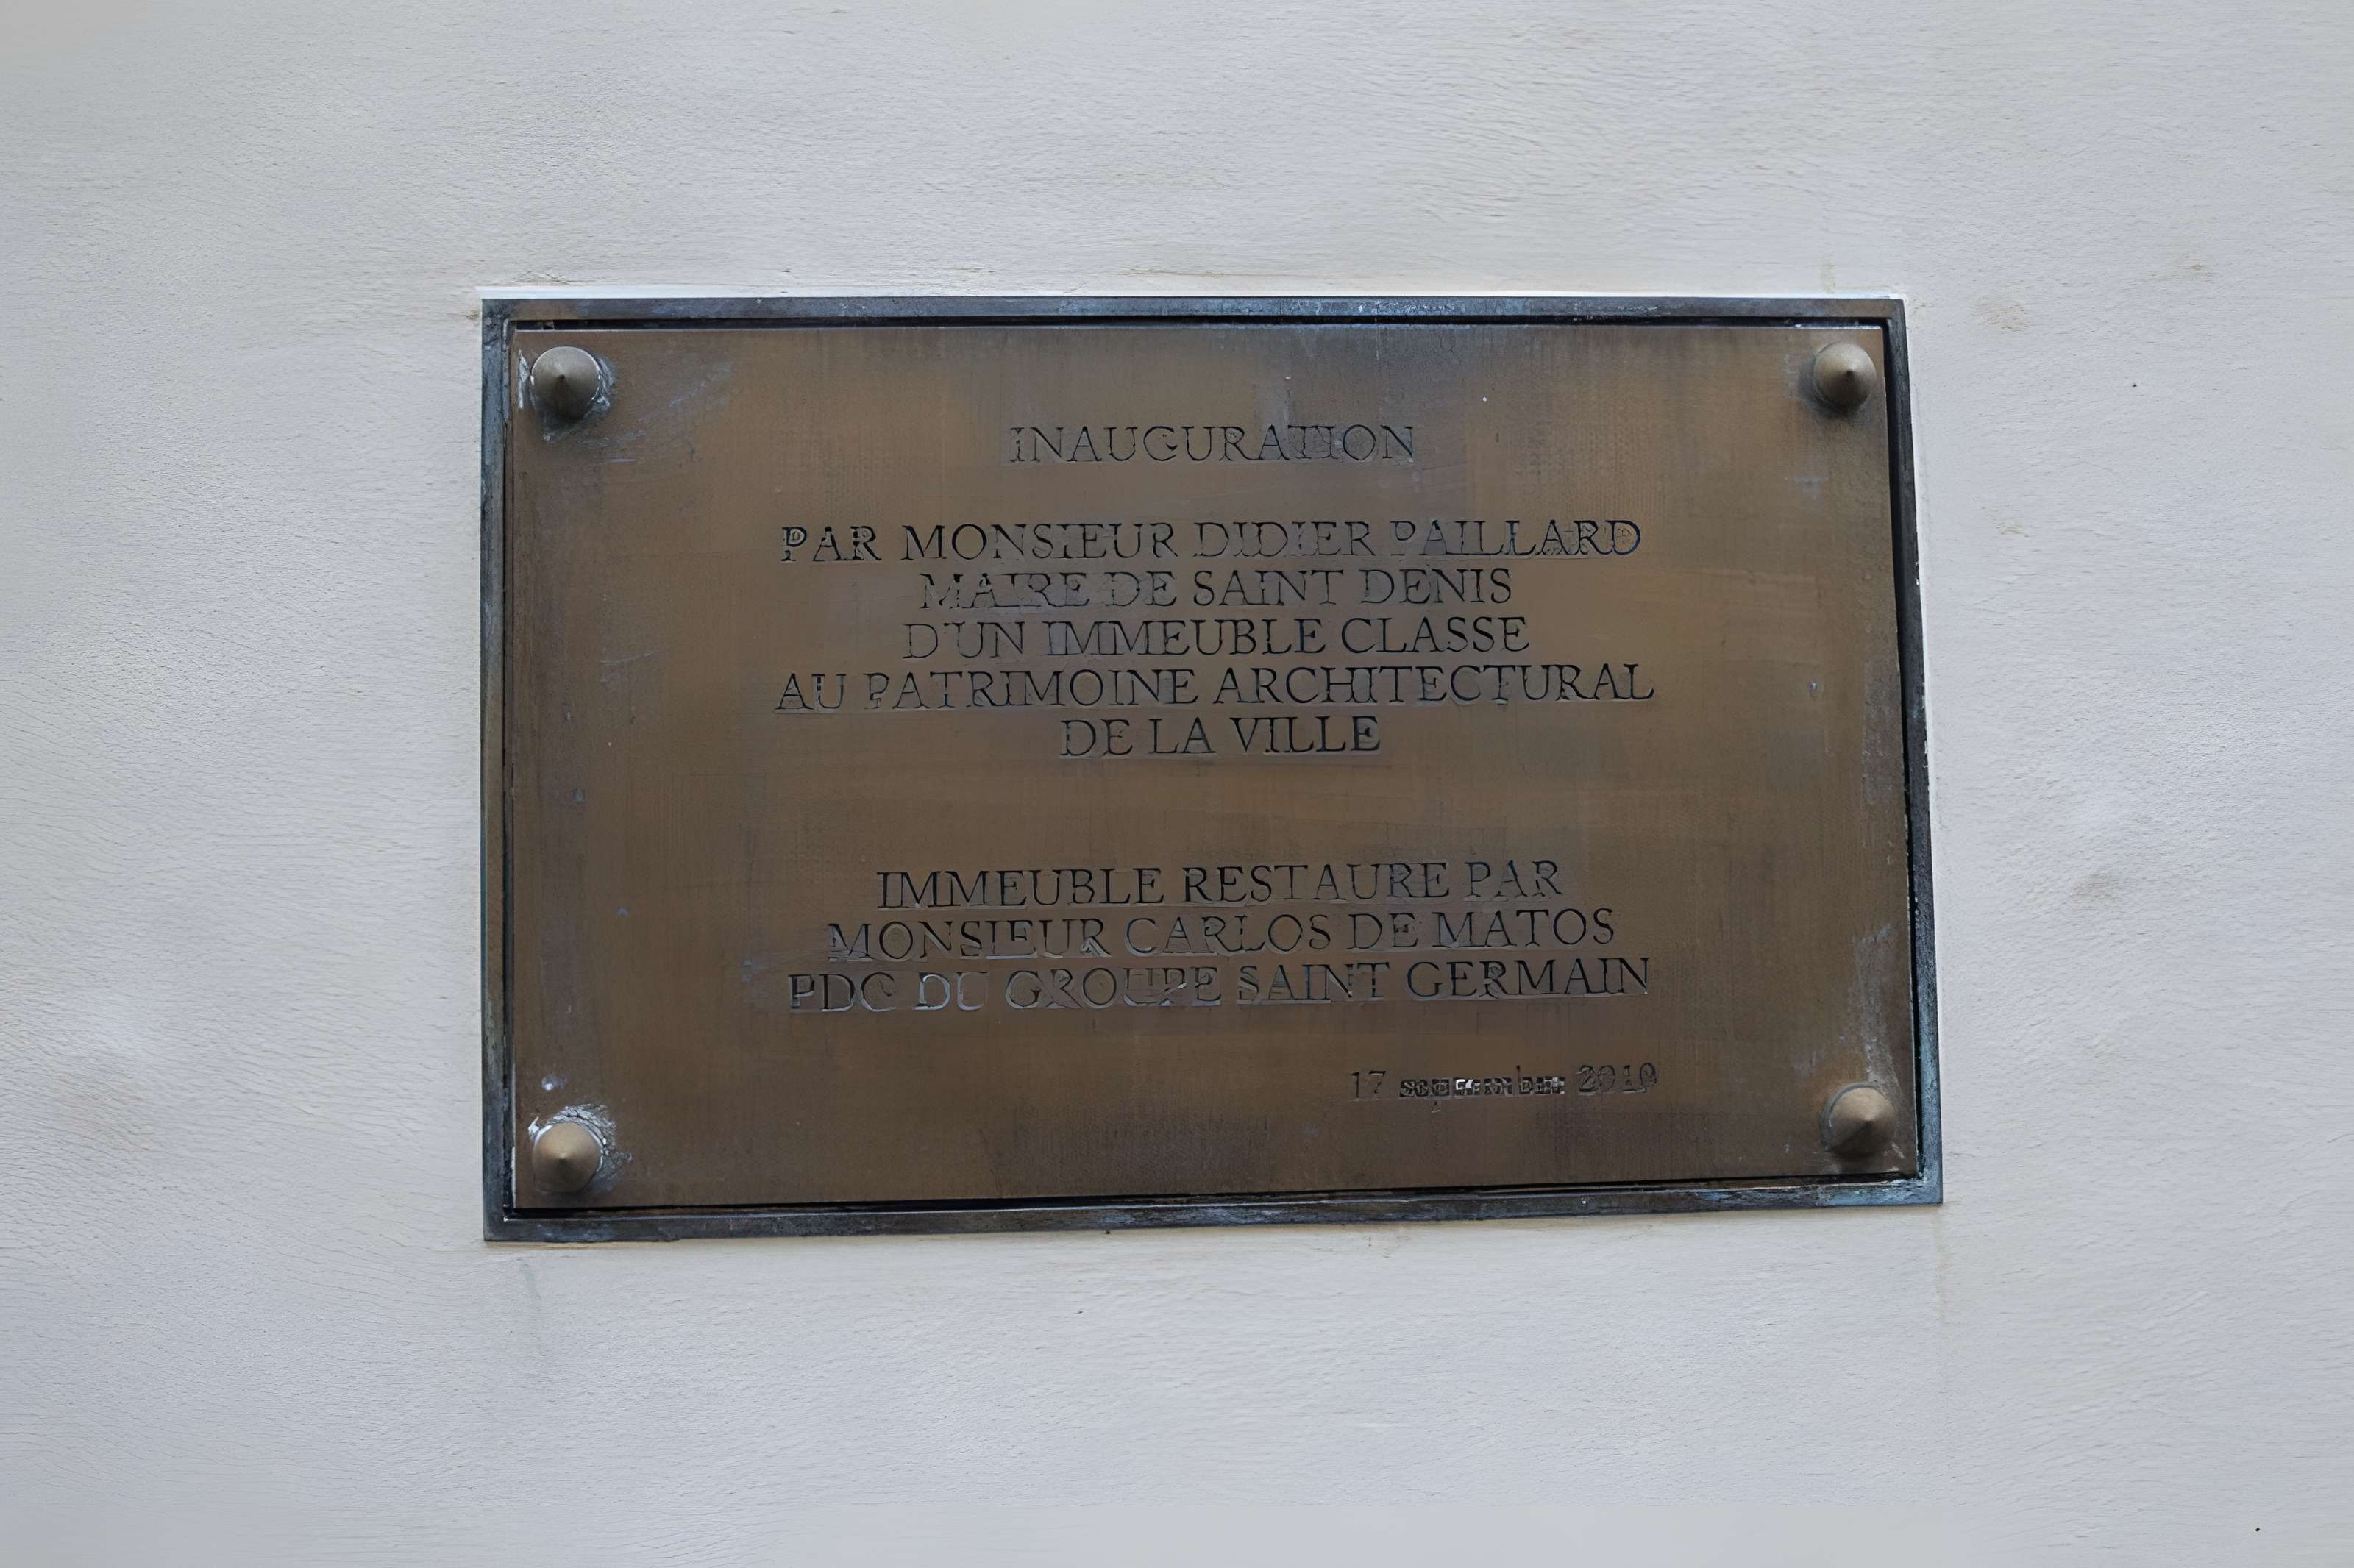 INAUGURATION
PAR MONSIEUR DIDIER PAILLARD
MAIRE DE SAINT DENIS
D'UN IMMEUBLE CLASSE
AU PATRIMOINE ARCHITECTURAL
DE LA VILLE
IMMEUBLE RESTAURE PAR
MONSIEUR CARLOS DE MATOS
PDG DU GROUPE SAINT GERMAIN
17 septembre